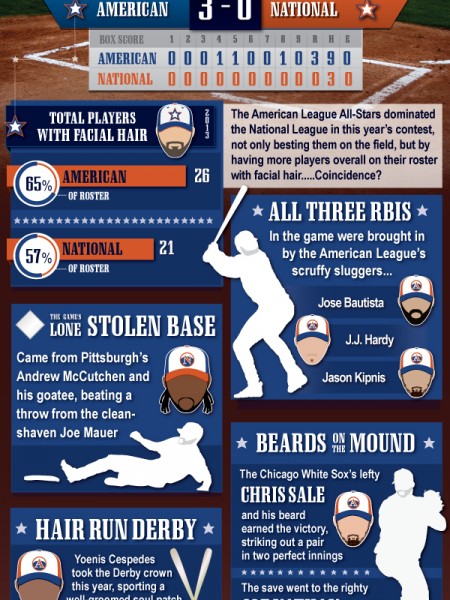 AMERICAN 3 - 0 NATIONAL
BOX SCORE 1 2 3 4 5 6 7 8 9 R H E
AMERICAN 0 0 0 1 1 0 0 1 0 3 9 0
NATIONAL 0 0 0 0 0 0 0 0 0 0 3 0
TOTAL PLAYERS
WITH FACIAL HAIR
2013
65% AMERICAN 26
OF ROSTER
57% NATIONAL 21
OF ROSTER
The American League All-Stars dominated
the National League in this year's contest,
not only besting them on the field, but by
having more players overall on their roster
with facial hair.....Coincidence?
ALL THREE RBIS
In the game were brought in
by the American League's
scruffy sluggers...
Jose Bautista
J.J. Hardy
Jason Kipnis
THE GAME'S
LONE STOLEN BASE
Came from Pittsburgh's
Andrew McCutchen and
his goatee, beating a
throw from the clean-
shaven Joe Mauer
BEARDS ON THE MOUND
The Chicago White Sox's lefty
CHRIS SALE
and his beard
earned the victory,
striking out a pair
in two perfect innings
The save went to the righty
HAIR RUN DERBY
Yoenis Cespedes
took the Derby crown
this year, sporting a
well groomed soul patch